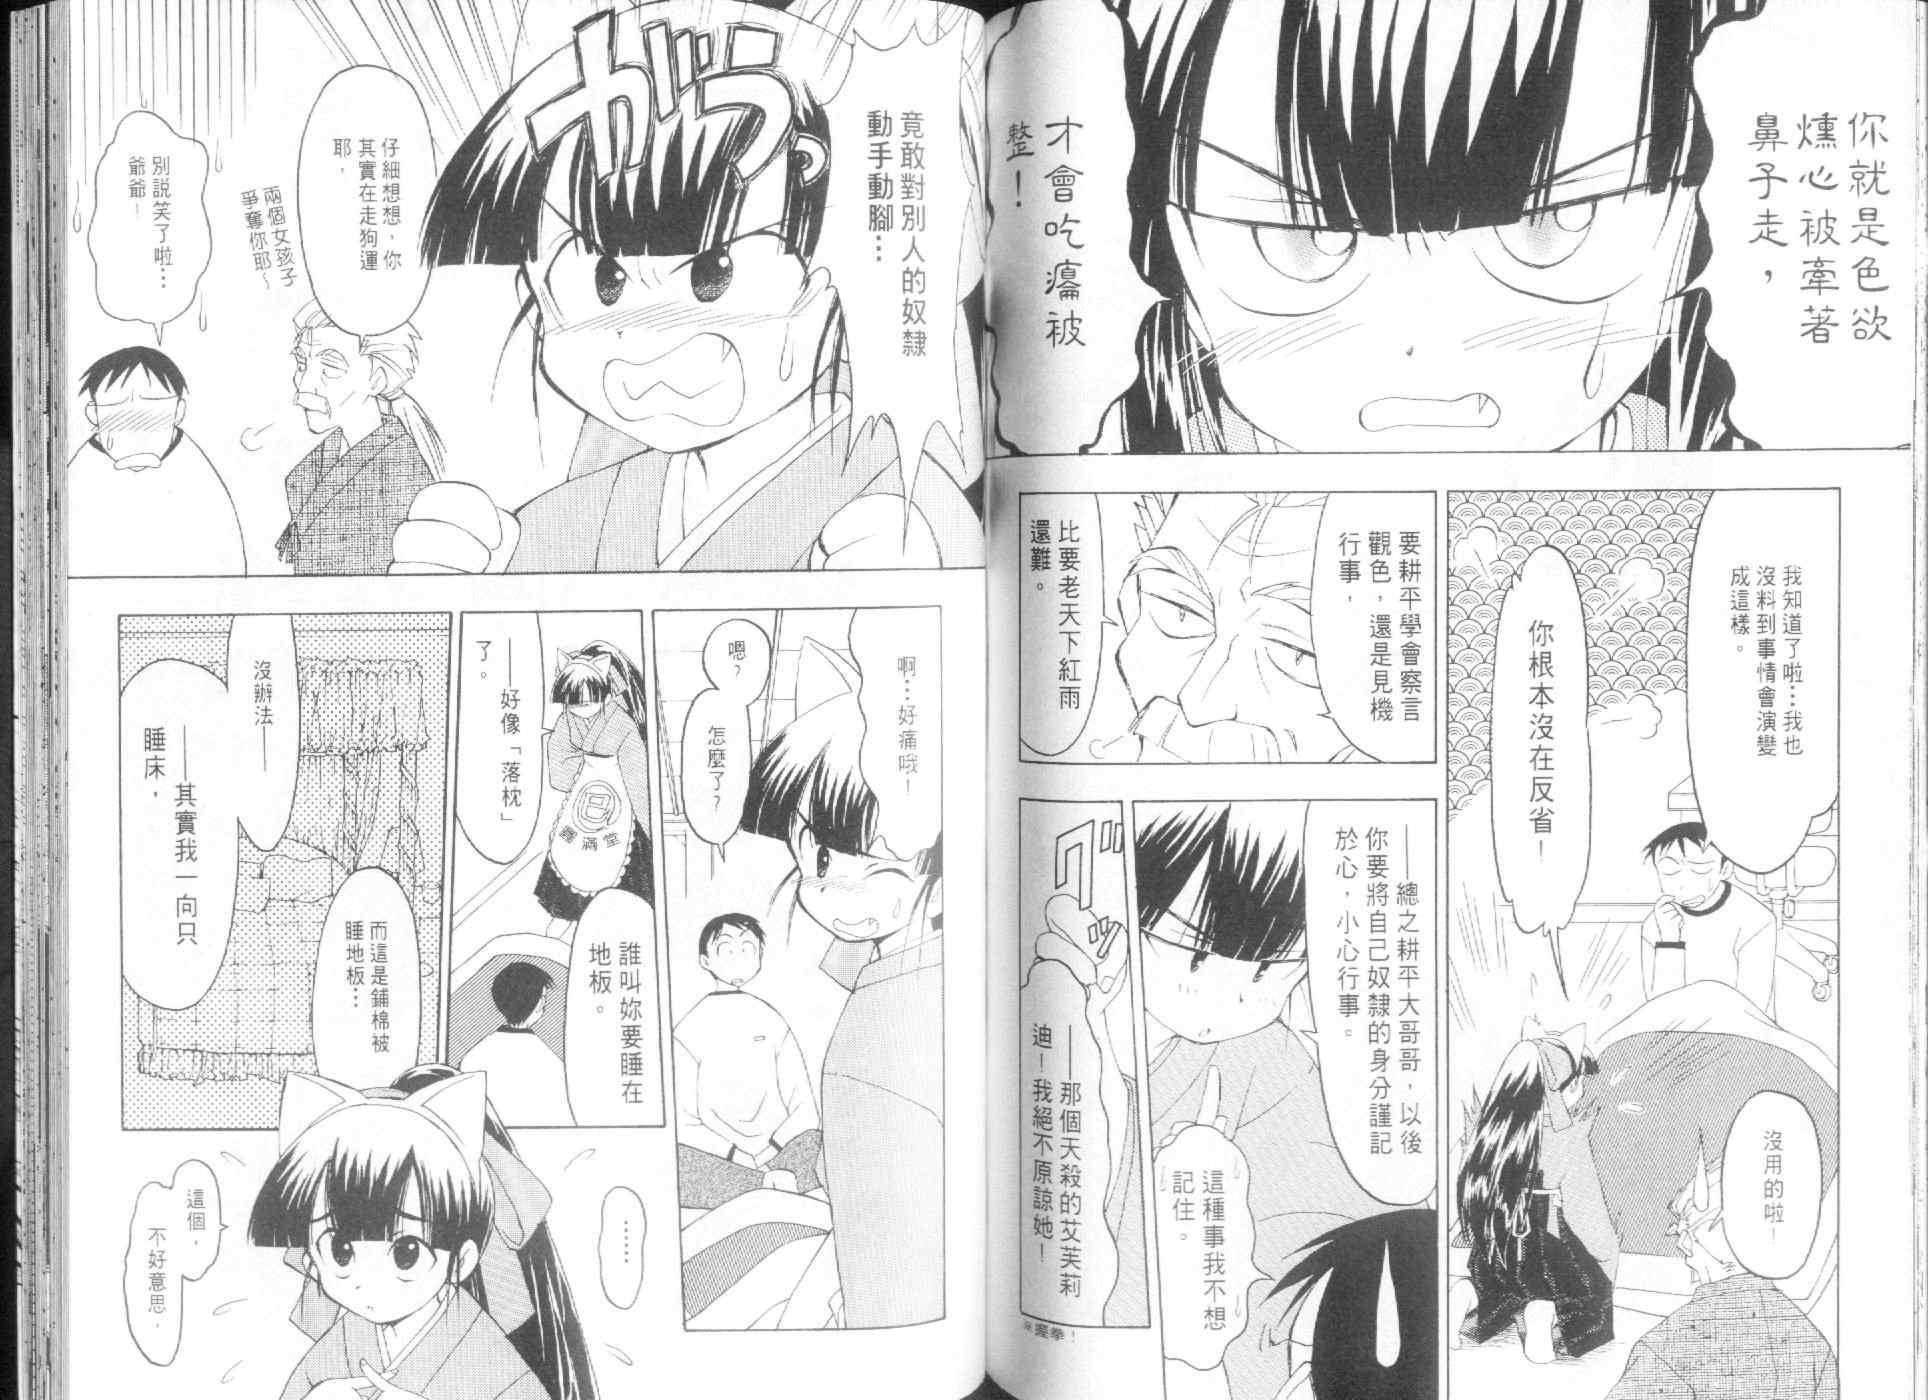 你就是色欲
燻心被牽著
鼻子走，
才會吃癟被
整！
我知道了啦…我也
沒料到事情會演變
成這樣。
你根本沒在反省！
沒用的啦！
要耕平學會察言
觀色，還是見機
行事，
比要老天下紅雨
還難。
——總之耕平大哥哥，以後
你要將自己奴隸的身分謹記
於心，小心行事。
這種事我不想
記住。
グッ
——那個天殺的艾芙莉
迪！我絕不原諒她！
※握拳！
がうっ
竟敢對別人的奴隸
動手動腳…
仔細想想，你
其實在走狗運
耶，
兩個女孩子
爭奪你耶~
別說笑了啦…
爺爺—
啊…好痛哦！
嗯？
怎麼了？
——好像「落枕」
了。
滿堂
誰叫妳要睡在
地板。
沒辦法——
——其實我一向只
睡床，
而這是鋪棉被
睡地板…
……
這個，
不好意思，